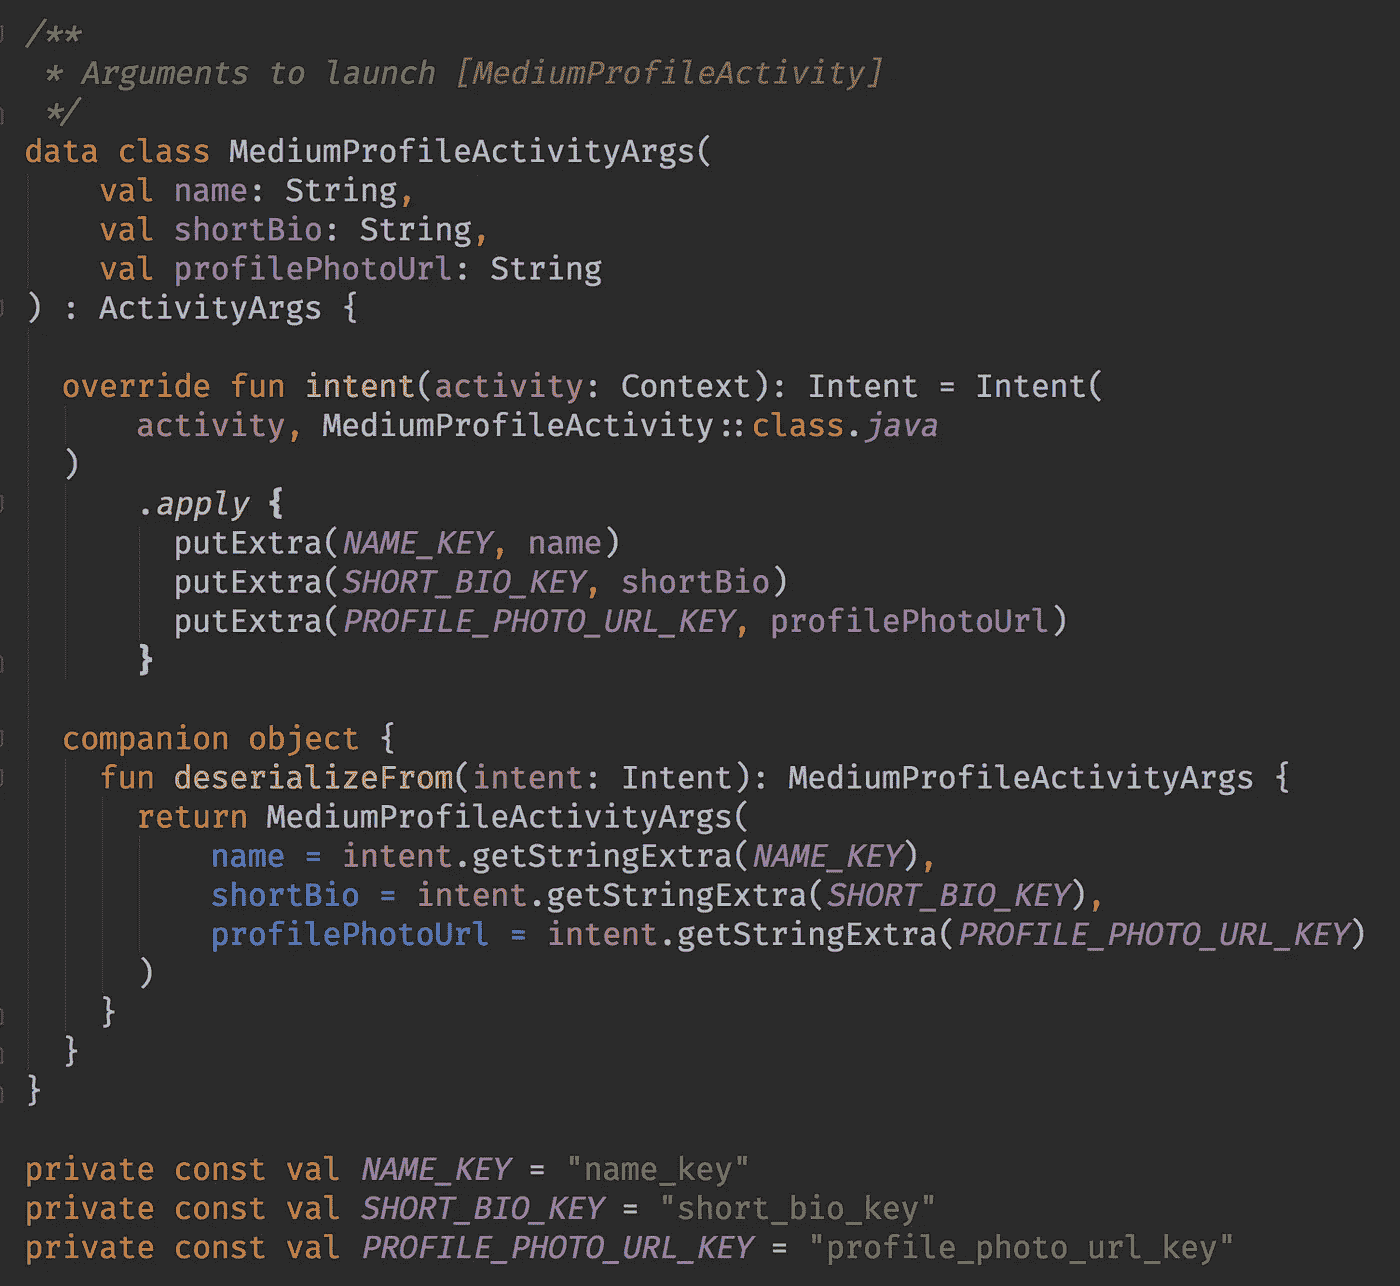 /**
 * Arguments to launch [MediumProfileActivity]
 */
data class MediumProfileActivityArgs(
    val name: String,
    val shortBio: String,
    val profilePhotoUrl: String
) : ActivityArgs {

  override fun intent(activity: Context): Intent = Intent(
      activity, MediumProfileActivity::class.java
  )
      .apply {
        putExtra(NAME_KEY, name)
        putExtra(SHORT_BIO_KEY, shortBio)
        putExtra(PROFILE_PHOTO_URL_KEY, profilePhotoUrl)
      }

  companion object {
    fun deserializeFrom(intent: Intent): MediumProfileActivityArgs {
      return MediumProfileActivityArgs(
          name = intent.getStringExtra(NAME_KEY),
          shortBio = intent.getStringExtra(SHORT_BIO_KEY),
          profilePhotoUrl = intent.getStringExtra(PROFILE_PHOTO_URL_KEY)
      )
    }
  }
}

private const val NAME_KEY = "name_key"
private const val SHORT_BIO_KEY = "short_bio_key"
private const val PROFILE_PHOTO_URL_KEY = "profile_photo_url_key"